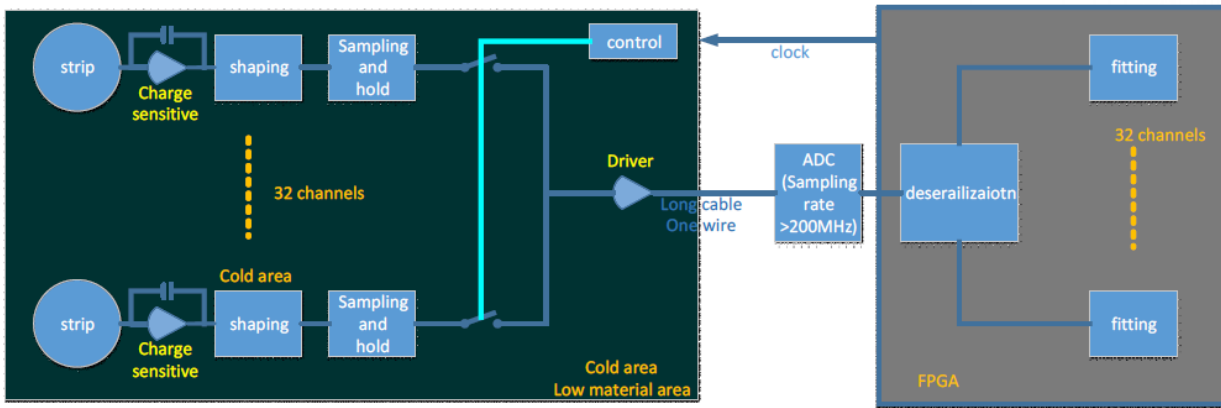 strip
Charge
sensitive
shaping
Sampling
and
hold
control
clock
32 channels
Driver
Long cable
One wire
ADC
(Sampling
rate
>200MHz)
deserailizaiotn
fitting
32 channels
fitting
FPGA
Cold area
strip
Charge
sensitive
shaping
Sampling
and
hold
Cold area
Low material area